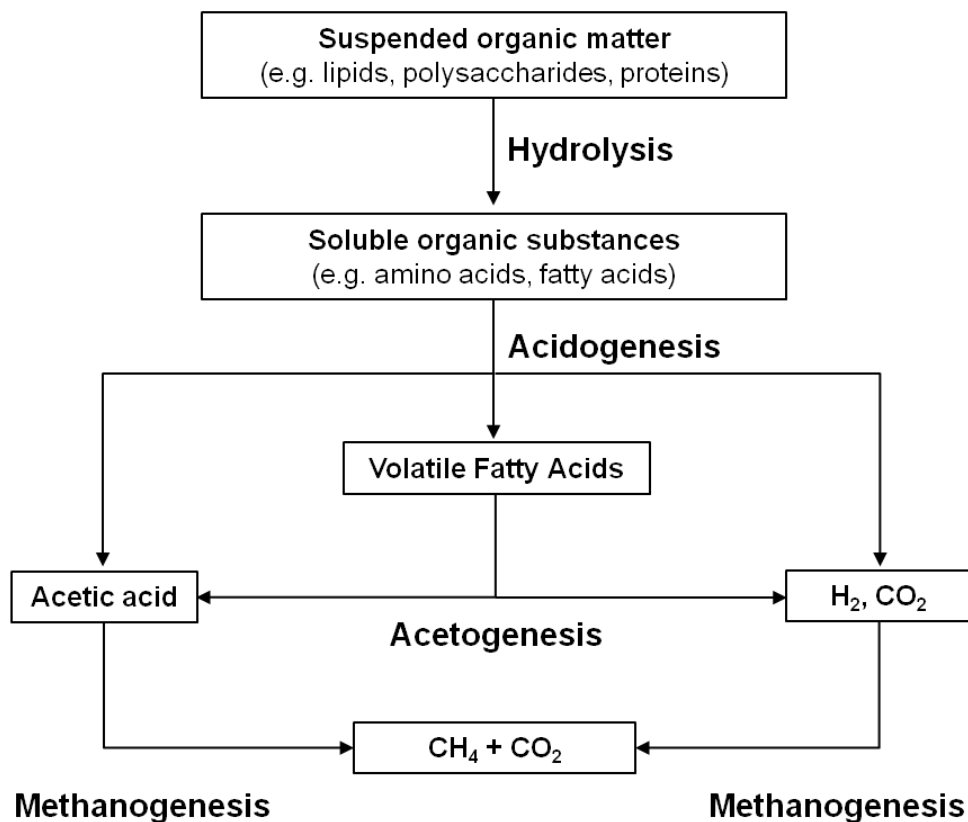 Suspended organic matter
(e.g. lipids, polysaccharides, proteins)
Hydrolysis
Soluble organic substances
(e.g. amino acids, fatty acids)
Acidogenesis
Volatile Fatty Acids
Acetic acid
H₂, CO₂
Acetogenesis
CH₄ + CO₂
Methanogenesis
Methanogenesis